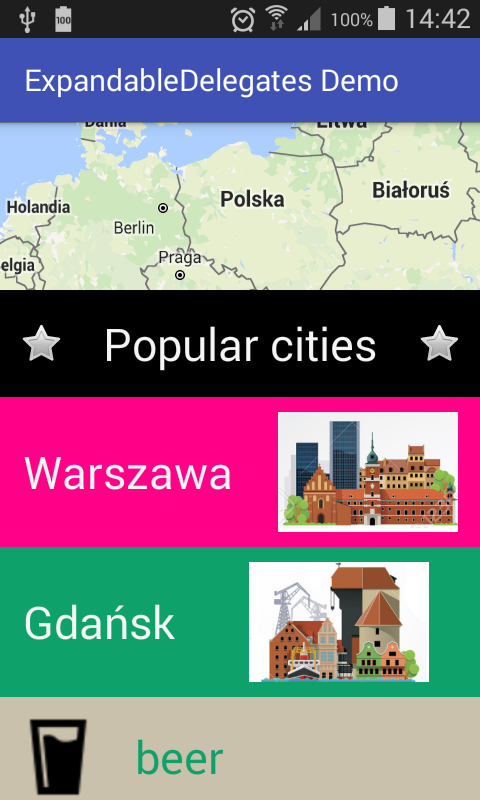 100 100% 14:42
ExpandableDelegates Demo
Dania Litwa
Holandia Polska Białoruś
Berlin
elgia Praga
Popular cities
Warszawa
Gdańsk
beer